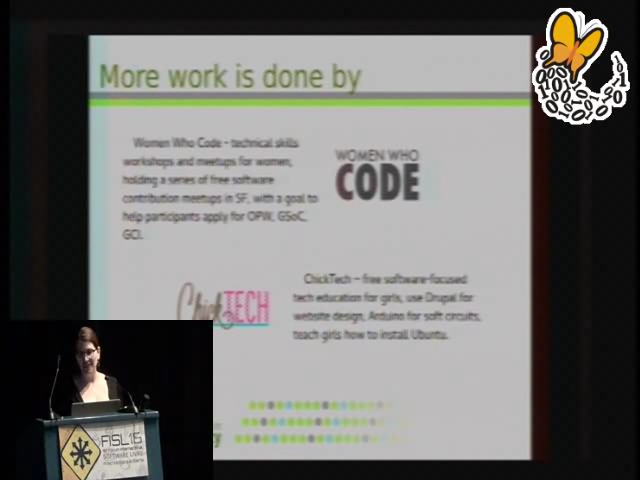 More work is done by
Women Who Code - technical skills
workshops and meetups for women,
holding a series of free software
contribution meetups in SF, with a goal to
help participants apply for OPW, GSoC,
GCI.
WOMEN WHO
CODE
ChickTECH
ChickTech - free software-focused
tech education for girls, use Drupal for
website design, Arduino for soft circuits,
teach girls how to install Ubuntu.
FISL15
SOFTWARE LIVRE